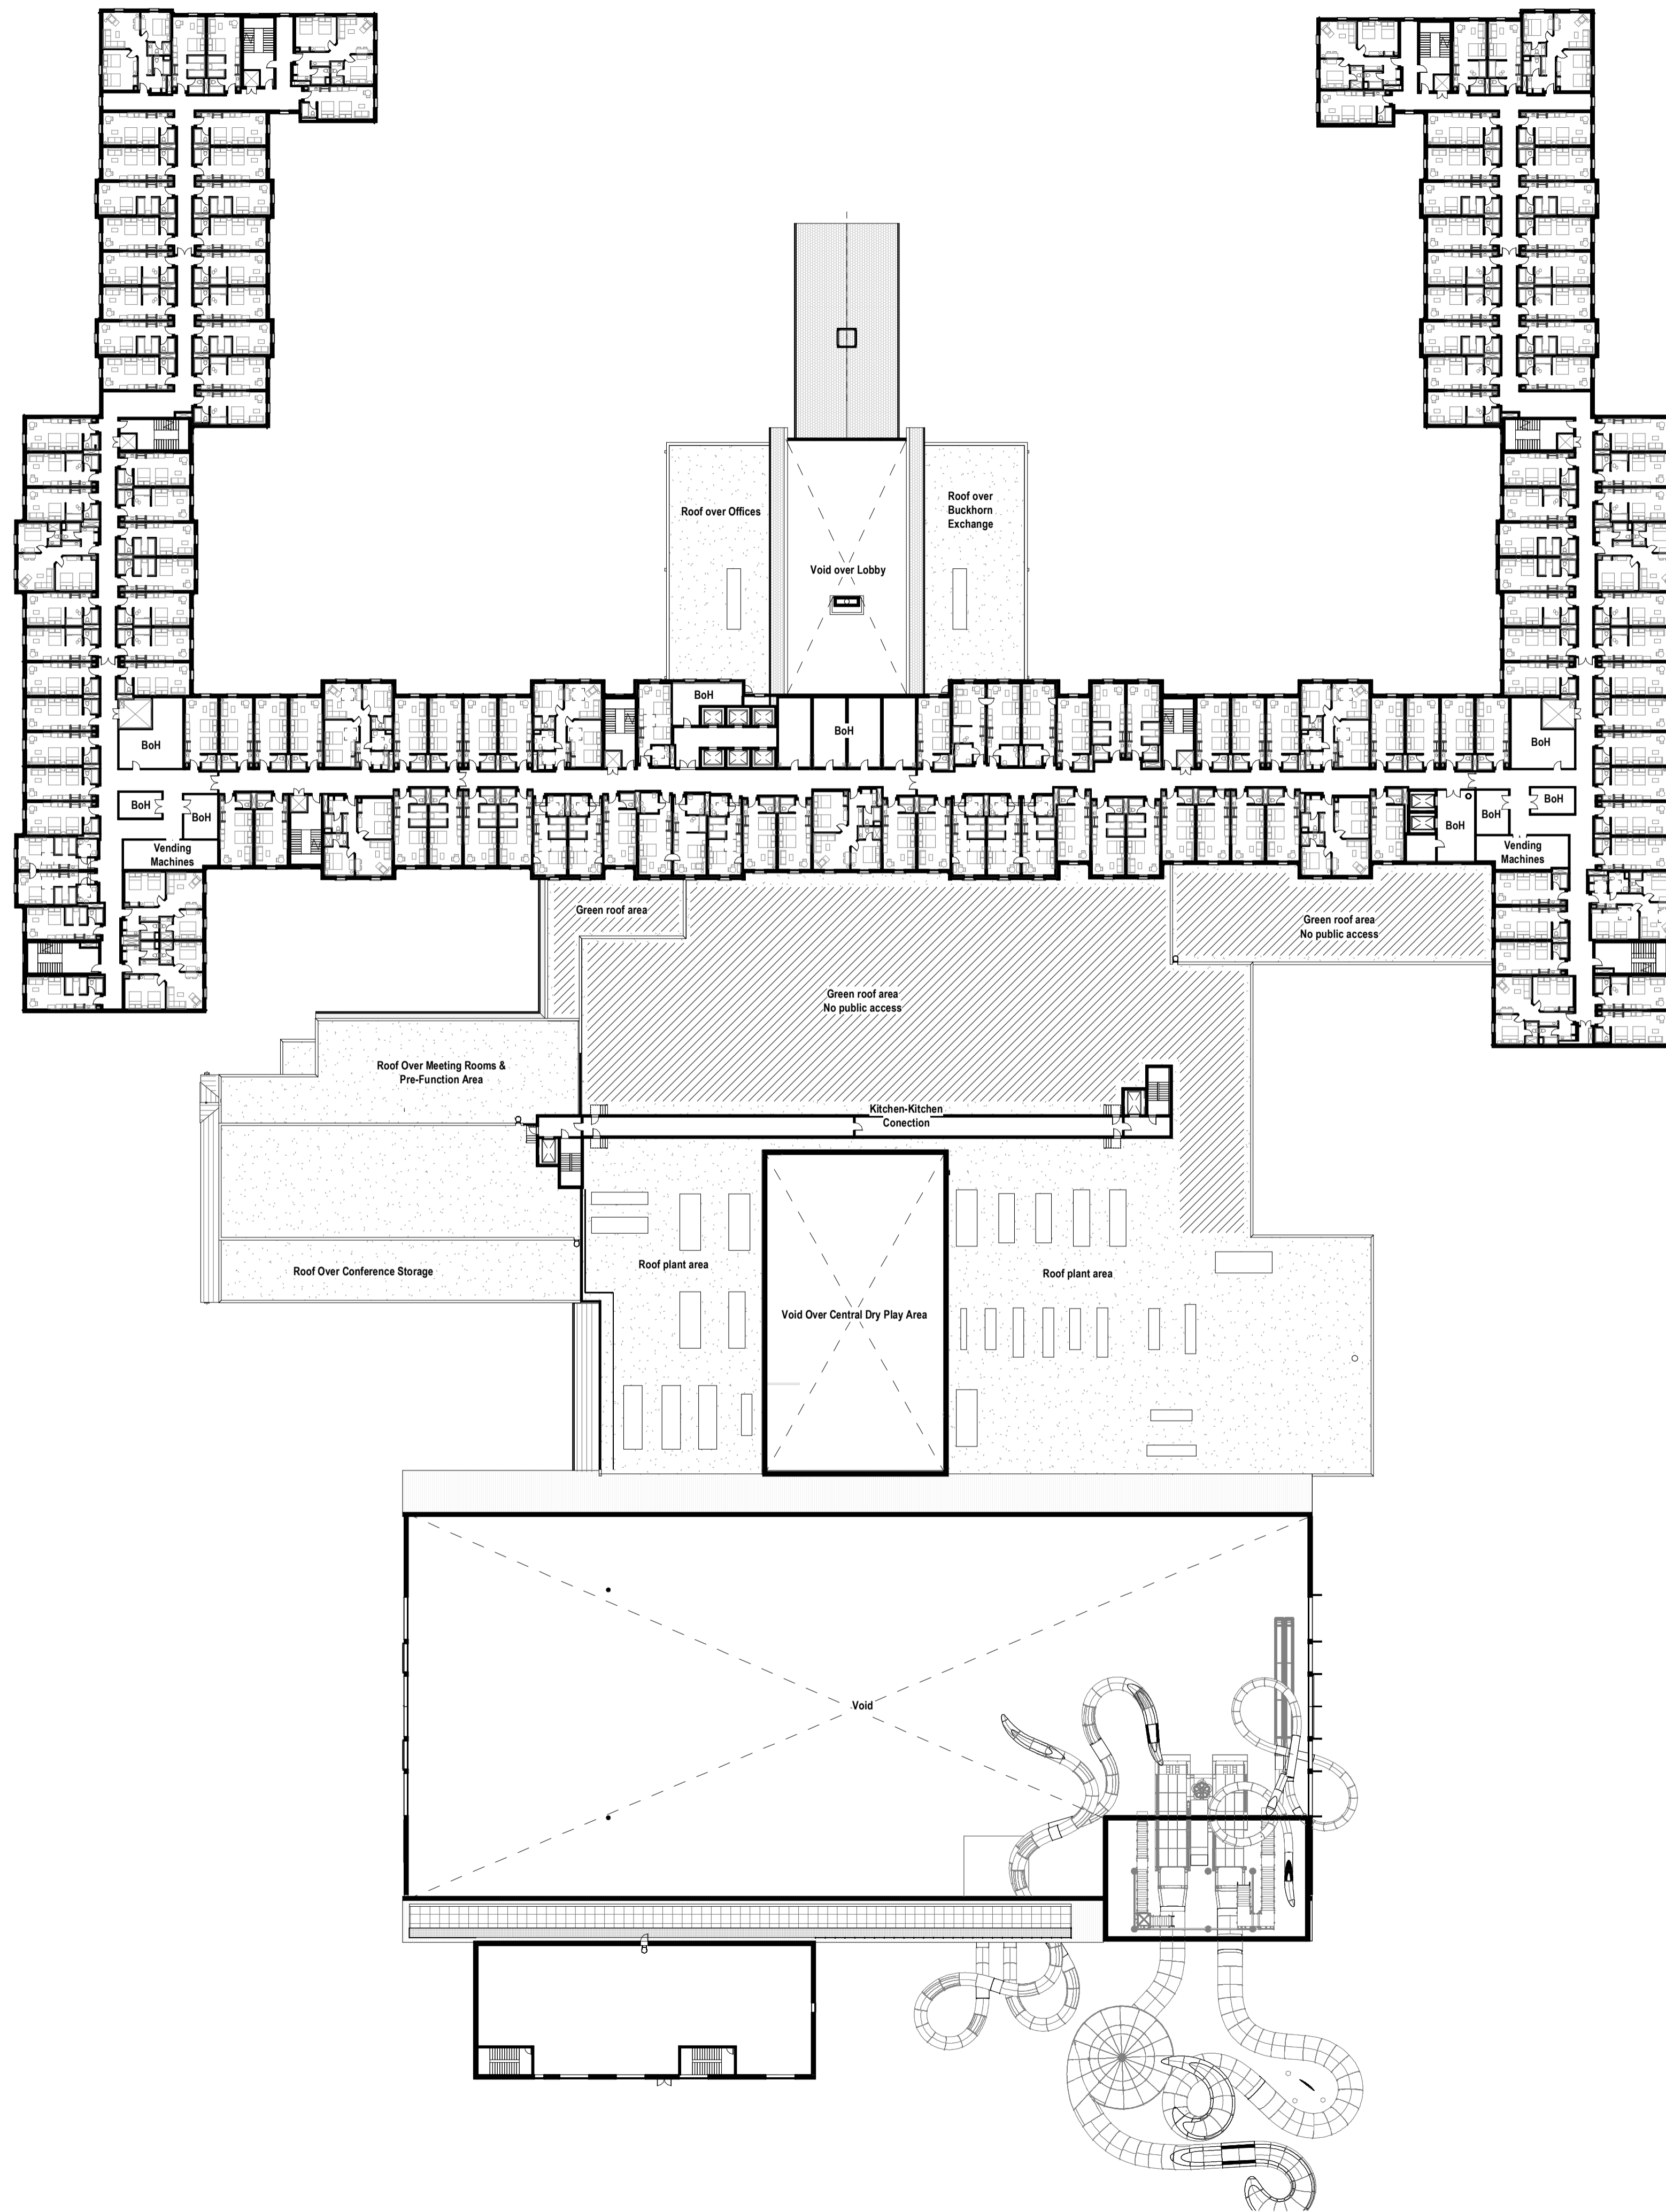 Roof over Offices
Roof over
Buckhorn
Exchange
Void over Lobby
BoH
BoH
BoH
BoH
BoH
BoH
Vending
Machines
BoH
BoH
BoH
Vending
Machines
Green roof area
Green roof area
No public access
Green roof area
No public access
Roof Over Meeting Rooms &
Pre-Function Area
Kitchen-Kitchen
Conection
Roof Over Conference Storage
Roof plant area
Roof plant area
Void Over Central Dry Play Area
Void